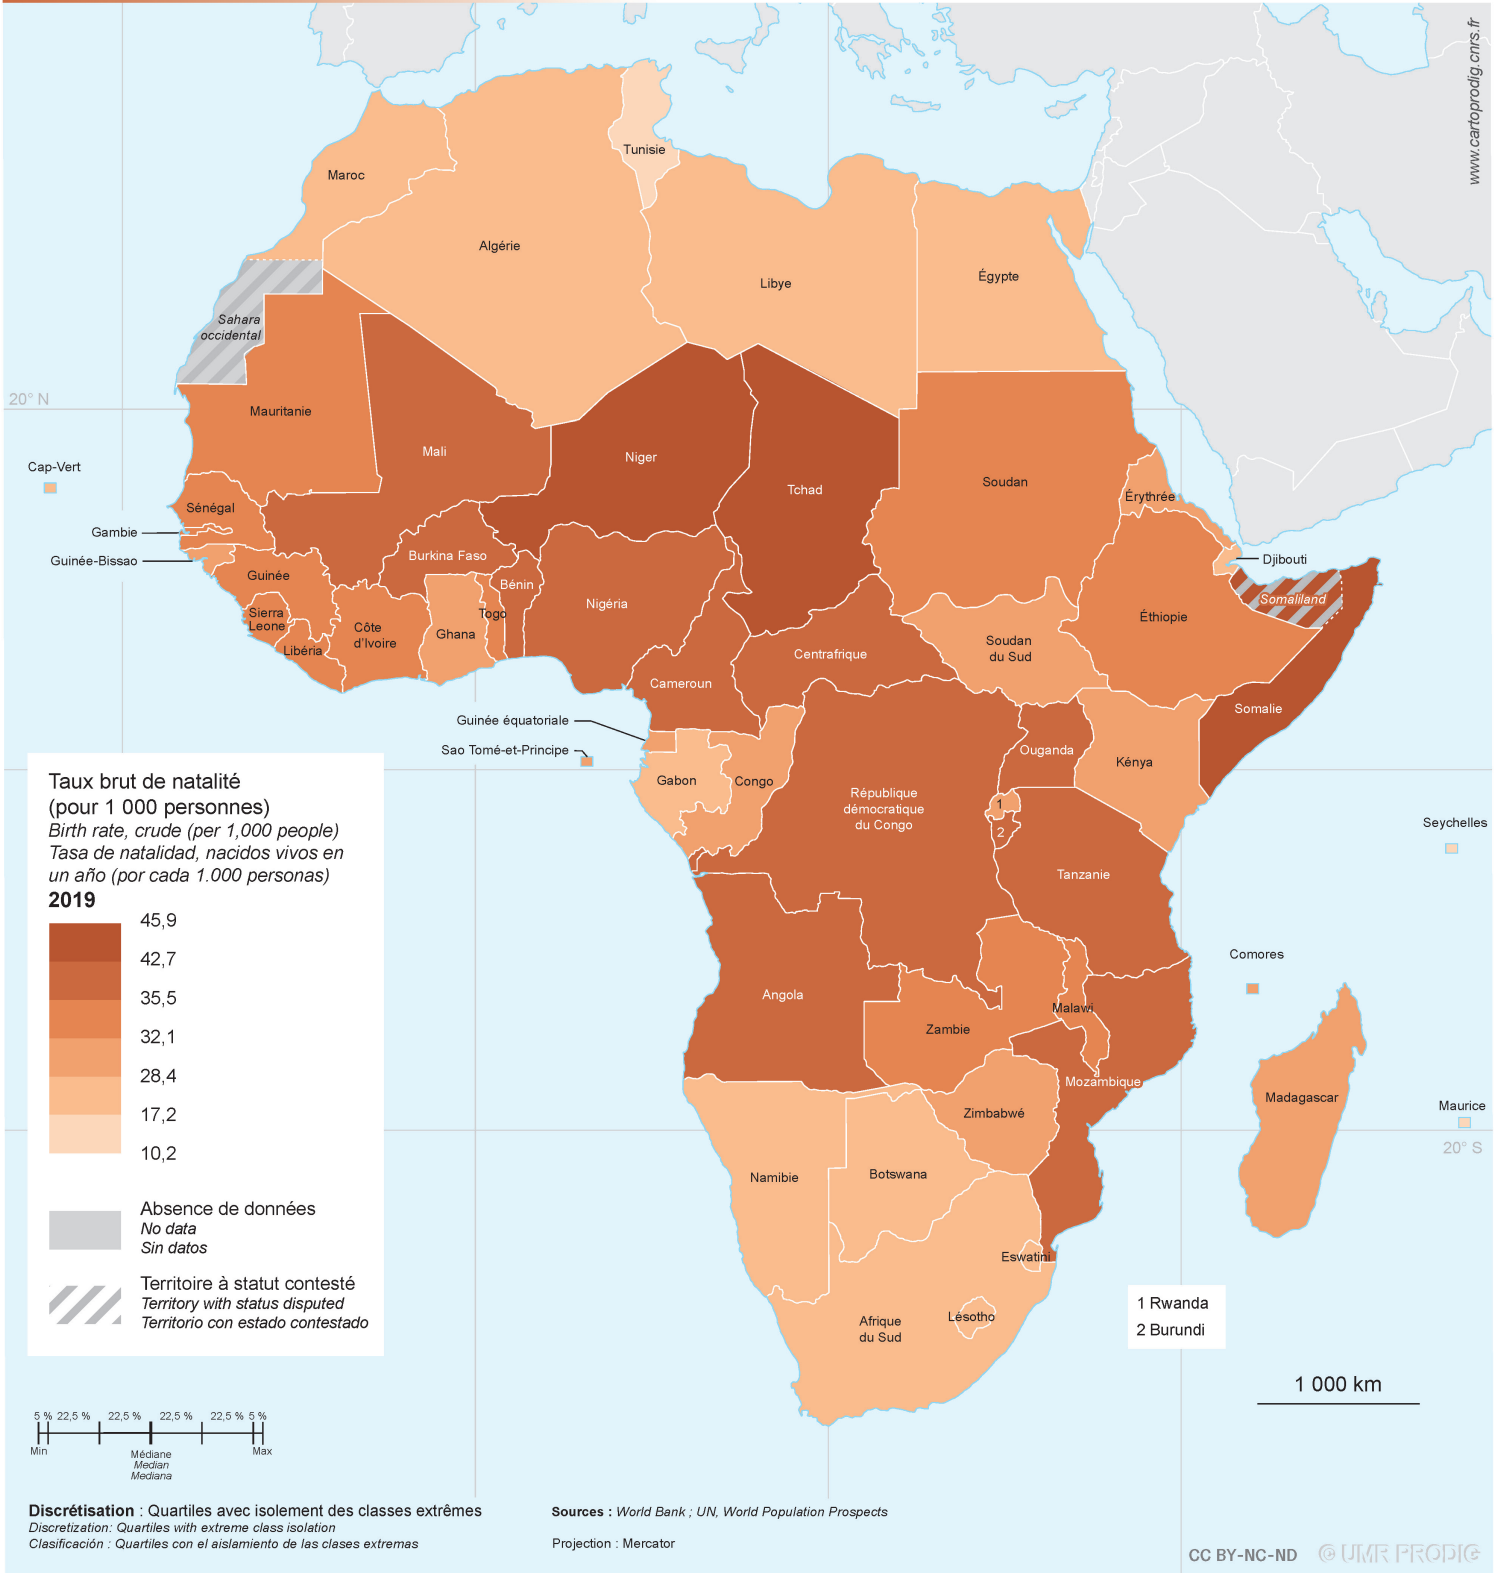 www.cartoprodig.cnrs.fr
Tunisie
Maroc
Algérie
Libye
Égypte
Sahara
occidental
20° N
Mauritanie
Mali
Niger
Tchad
Soudan
Érythrée
Cap-Vert
Sénégal
Gambie
Guinée-Bissao
Guinée
Burkina Faso
Bénin
Djibouti
Somaliland
Sierra
Leone
Libéria
Côte
d'Ivoire
Ghana
Togo
Nigéria
Éthiopie
Soudan
du Sud
Centrafrique
Cameroun
Somalie
Guinée équatoriale
Sao Tomé-et-Principe
Gabon
Congo
Ouganda
Kénya
République
démocratique
du Congo
1
2
Seychelles
Tanzanie
Comores
Angola
Malawi
Zambie
Mozambique
Zimbabwé
Madagascar
Maurice
20° S
Namibie
Botswana
Eswatini
Lésotho
Afrique
du Sud
Taux brut de natalité
(pour 1 000 personnes)
Birth rate, crude (per 1,000 people)
Tasa de natalidad, nacidos vivos en
un año (por cada 1.000 personas)
2019
45,9
42,7
35,5
32,1
28,4
17,2
10,2
Absence de données
No data
Sin datos
Territoire à statut contesté
Territory with status disputed
Territorio con estado contestado
1 Rwanda
2 Burundi
1 000 km
5 % 22,5 % 22,5 % 22,5 % 22,5 % 5 %
Min Max
Médiane
Median
Mediana
Discrétisation : Quartiles avec isolement des classes extrêmes
Discretization: Quartiles with extreme class isolation
Clasificación : Quartiles con el aislamiento de las clases extremas
Sources : World Bank ; UN, World Population Prospects
Projection : Mercator
CC BY-NC-ND © UMR PRODIG